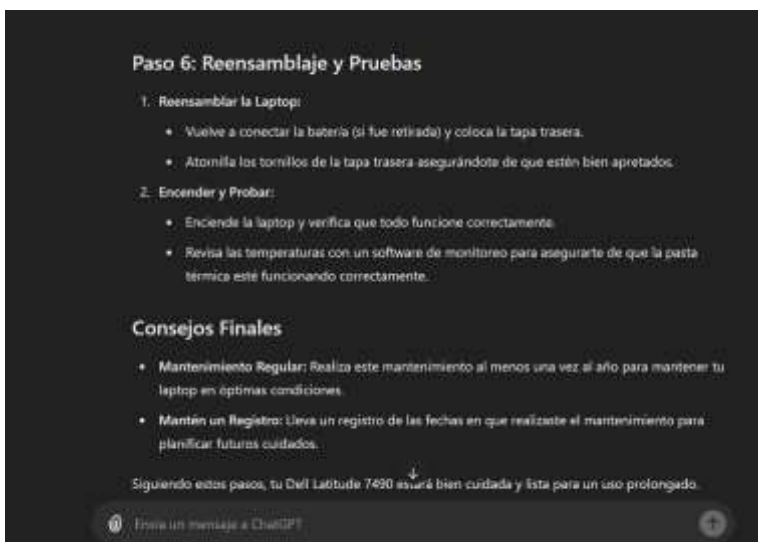 Paso 6: Reensamblaje y Pruebas
1. Reensamblar la Laptop:
• Vuelve a conectar la batería (si fue retirada) y coloca la tapa trasera.
• Atornilla los tornillos de la tapa trasera asegurándote de que estén bien apretados.
2. Encender y Probar:
• Enciende la laptop y verifica que todo funcione correctamente.
• Revisa las temperaturas con un software de monitoreo para asegurarte de que la pasta
térmica esté funcionando correctamente.
Consejos Finales
• Mantenimiento Regular: Realiza este mantenimiento al menos una vez al año para mantener tu
laptop en óptimas condiciones.
• Mantén un Registro: Lleva un registro de las fechas en que realizaste el mantenimiento para
planificar futuros cuidados.
Siguiendo estos pasos, tu Dell Latitude 7490 estará bien cuidada y lista para un uso prolongado.
Envía un mensaje a ChatGPT